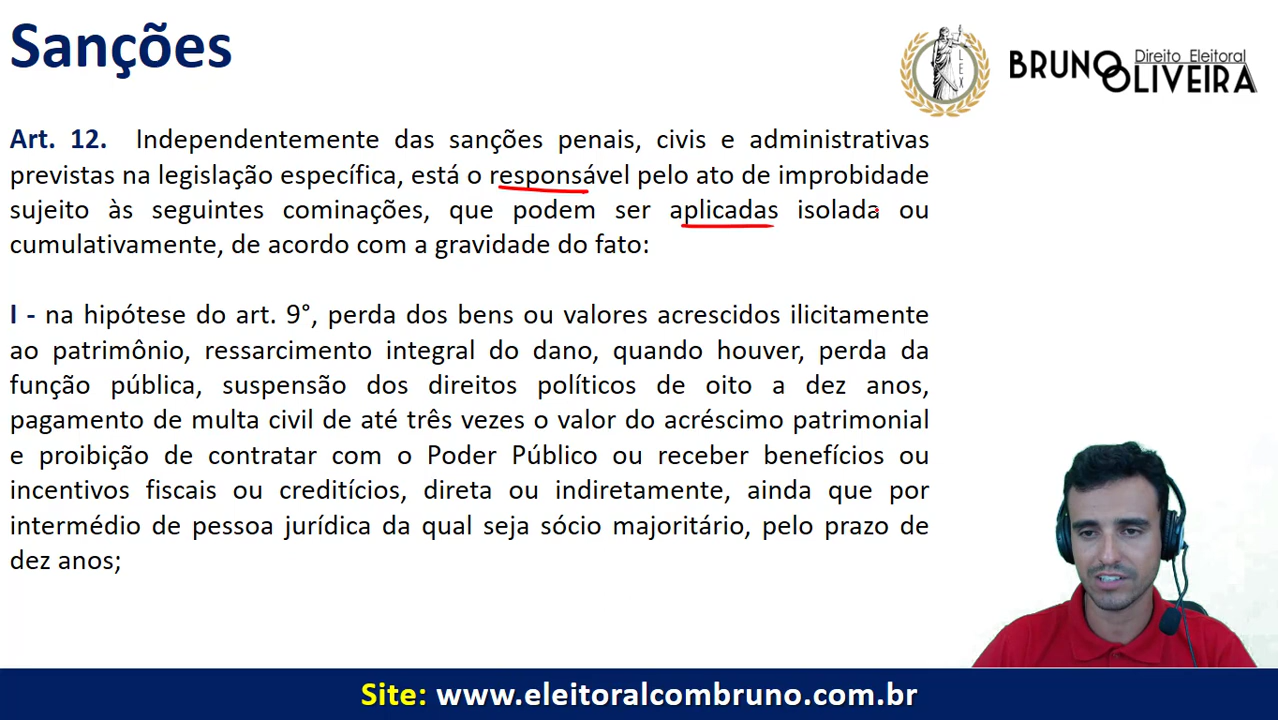 Sanções
LEX
Direito Eleitoral
BRUNO OLIVEIRA
Art. 12. Independentemente das sanções penais, civis e administrativas
previstas na legislação específica, está o responsável pelo ato de improbidade
sujeito às seguintes cominações, que podem ser aplicadas isolada ou
cumulativamente, de acordo com a gravidade do fato:
I - na hipótese do art. 9°, perda dos bens ou valores acrescidos ilicitamente
ao patrimônio, ressarcimento integral do dano, quando houver, perda da
função pública, suspensão dos direitos políticos de oito a dez anos,
pagamento de multa civil de até três vezes o valor do acréscimo patrimonial
e proibição de contratar com o Poder Público ou receber benefícios ou
incentivos fiscais ou creditícios, direta ou indiretamente, ainda que por
intermédio de pessoa jurídica da qual seja sócio majoritário, pelo prazo de
dez anos;
Site: www.eleitoralcombruno.com.br